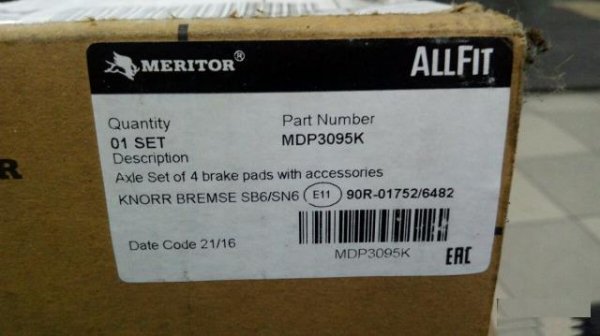 MERITOR® ALLFIT
Quantity Part Number
01 SET MDP3095K
Description
Axle Set of 4 brake pads with accessories
KNORR BREMSE SB6/SN6 E11 90R-01752/6482
Date Code 21/16
MDP3095K EAC
R